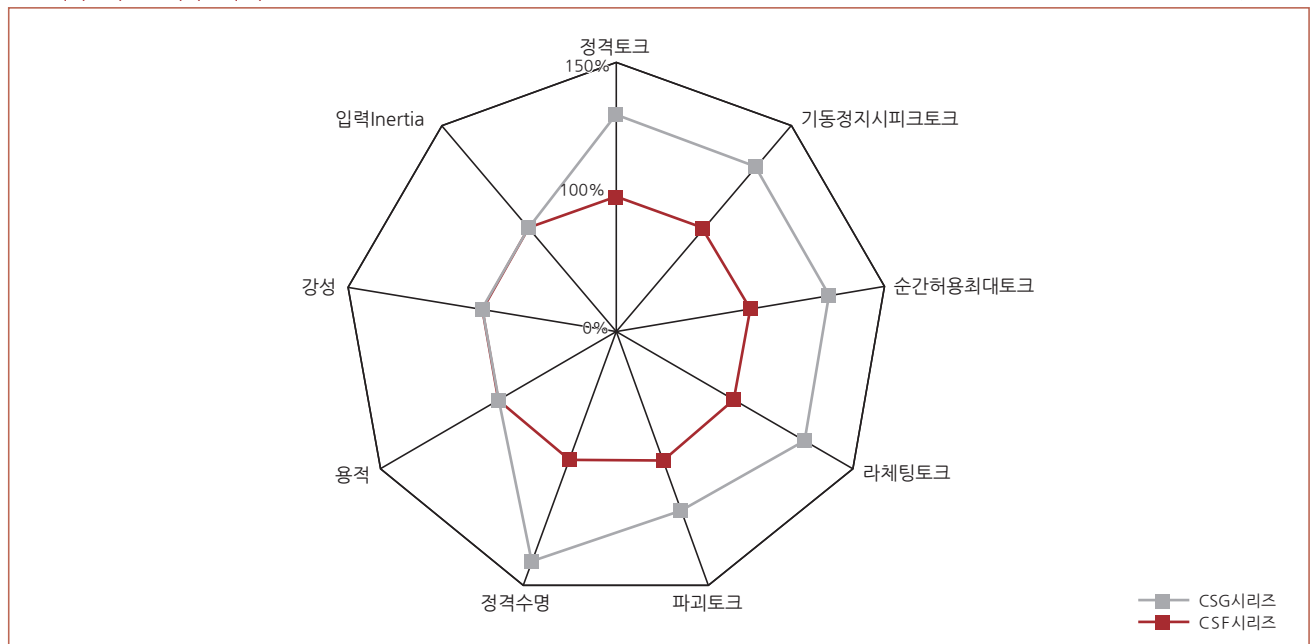 정격토크
150%
기동정지시피크토크
입력Inertia
100%
순간허용최대토크
강성
0%
라체팅토크
용적
정격수명
파괴토크
CSG시리즈
CSF시리즈